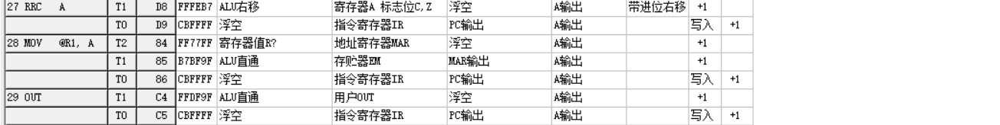 27 RRC A T1 D8 FFFEB7 ALU右移 寄存器A 标志位C,Z 浮空 A输出 带进位右移 +1
T0 D9 CBFFFF 浮空 指令寄存器IR PC输出 A输出 写入 +1
28 MOV @R1, A T2 84 FF77FF 寄存器值R? 地址寄存器MAR 浮空 A输出 +1
T1 85 B7BF9F ALU直通 存贮器EM MAR输出 A输出 +1
T0 86 CBFFFF 浮空 指令寄存器IR PC输出 A输出 写入 +1
29 OUT T1 C4 FFDF9F ALU直通 用户OUT 浮空 A输出 +1
T0 C5 CBFFFF 浮空 指令寄存器IR PC输出 A输出 写入 +1